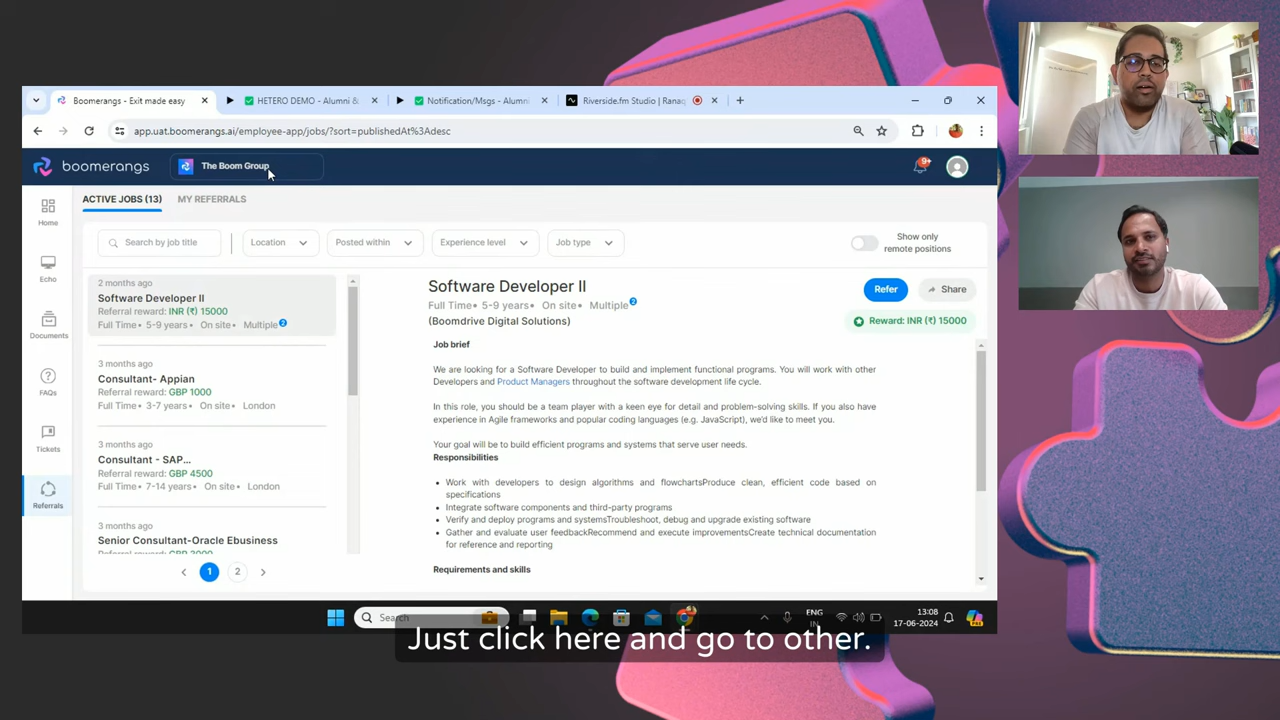 Boomerangs - Exit made easy
HETERO DEMO - Alumni &
Notification/Msgs - Alumni
Riverside.fm Studio | Ranaq
app.uat.boomerangs.ai/employee-app/jobs/?sort=publishedAt%3Adesc
boomerangs
The Boom Group
9+
ACTIVE JOBS (13)
MY REFERRALS
Home
Echo
Documents
FAQs
Tickets
Referrals
Search by job title
Location
Posted within
Experience level
Job type
Show only
remote positions
2 months ago
Software Developer II
Referral reward: INR (₹) 15000
Full Time • 5-9 years • On site • Multiple 2
3 months ago
Consultant- Appian
Referral reward: GBP 1000
Full Time • 3-7 years • On site • London
3 months ago
Consultant - SAP...
Referral reward: GBP 4500
Full Time • 7-14 years • On site • London
3 months ago
Senior Consultant-Oracle Ebusiness
1
2
Software Developer II
Full Time • 5-9 years • On site • Multiple 2
(Boomdrive Digital Solutions)
Refer
Share
Reward: INR (₹) 15000
Job brief
We are looking for a Software Developer to build and implement functional programs. You will work with other
Developers and Product Managers throughout the software development life cycle.
In this role, you should be a team player with a keen eye for detail and problem-solving skills. If you also have
experience in Agile frameworks and popular coding languages (e.g. JavaScript), we'd like to meet you.
Your goal will be to build efficient programs and systems that serve user needs.
Responsibilities
• Work with developers to design algorithms and flowchartsProduce clean, efficient code based on
specifications
• Integrate software components and third-party programs
• Verify and deploy programs and systemsTroubleshoot, debug and upgrade existing software
• Gather and evaluate user feedbackRecommend and execute improvementsCreate technical documentation
for reference and reporting
Requirements and skills
Search
ENG
IN
13:08
17-06-2024
Just click here and go to other.